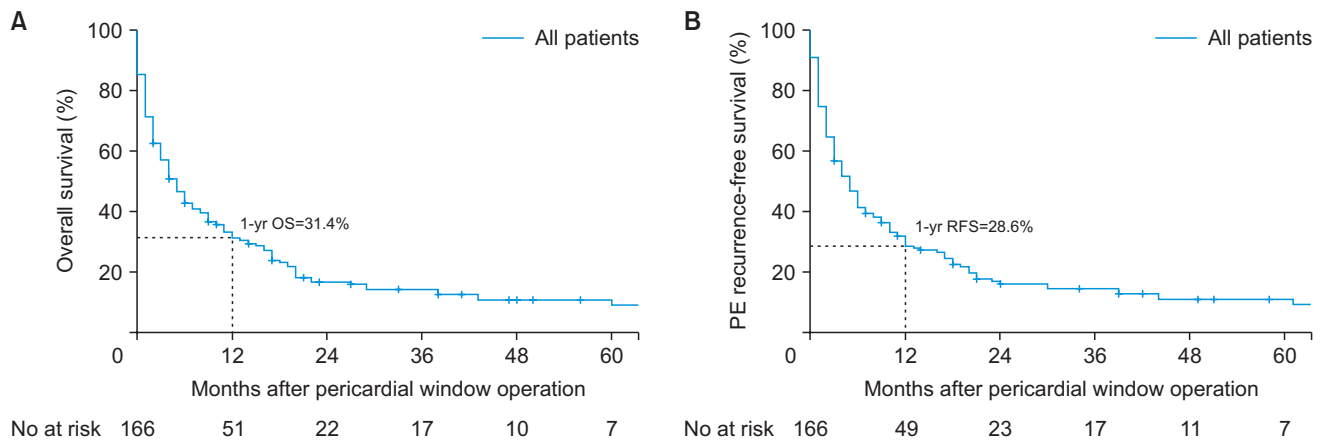 A
Overall survival (%)
100
80
60
40
20
0
All patients
1-yr OS=31.4%
12 24 36 48 60
Months after pericardial window operation
No at risk 166 51 22 17 10 7
B
PE recurrence-free survival (%)
100
80
60
40
20
0
All patients
1-yr RFS=28.6%
12 24 36 48 60
Months after pericardial window operation
No at risk 166 49 23 17 11 7